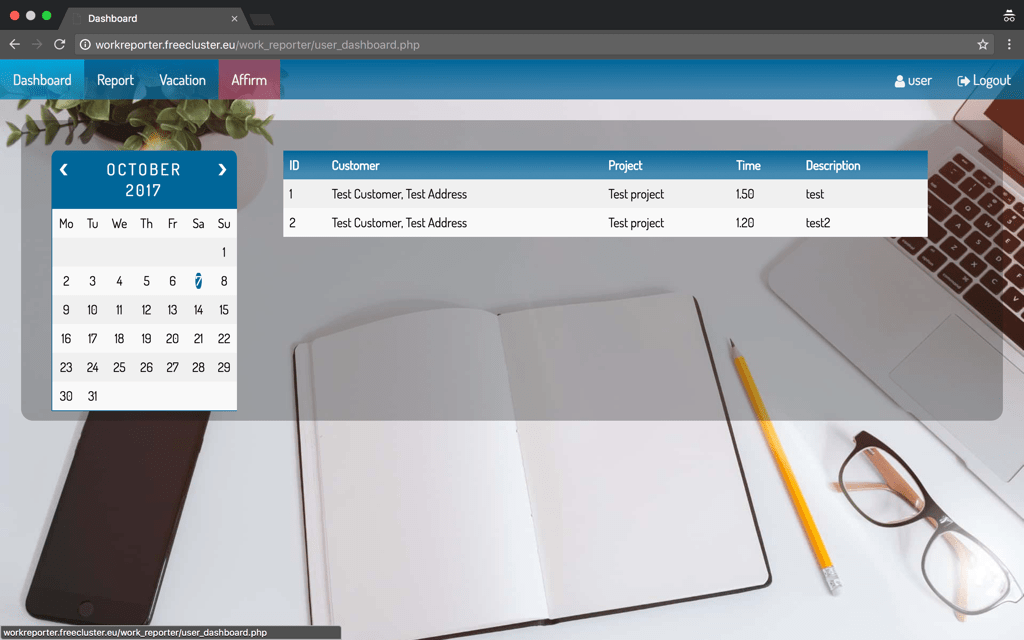 Dashboard
workreporter.freecluster.eu/work_reporter/user_dashboard.php
Dashboard Report Vacation Affirm user Logout
OCTOBER
2017
Mo Tu We Th Fr Sa Su
1
2 3 4 5 6 7 8
9 10 11 12 13 14 15
16 17 18 19 20 21 22
23 24 25 26 27 28 29
30 31
ID Customer Project Time Description
1 Test Customer, Test Address Test project 1.50 test
2 Test Customer, Test Address Test project 1.20 test2
workreporter.freecluster.eu/work_reporter/user_dashboard.php